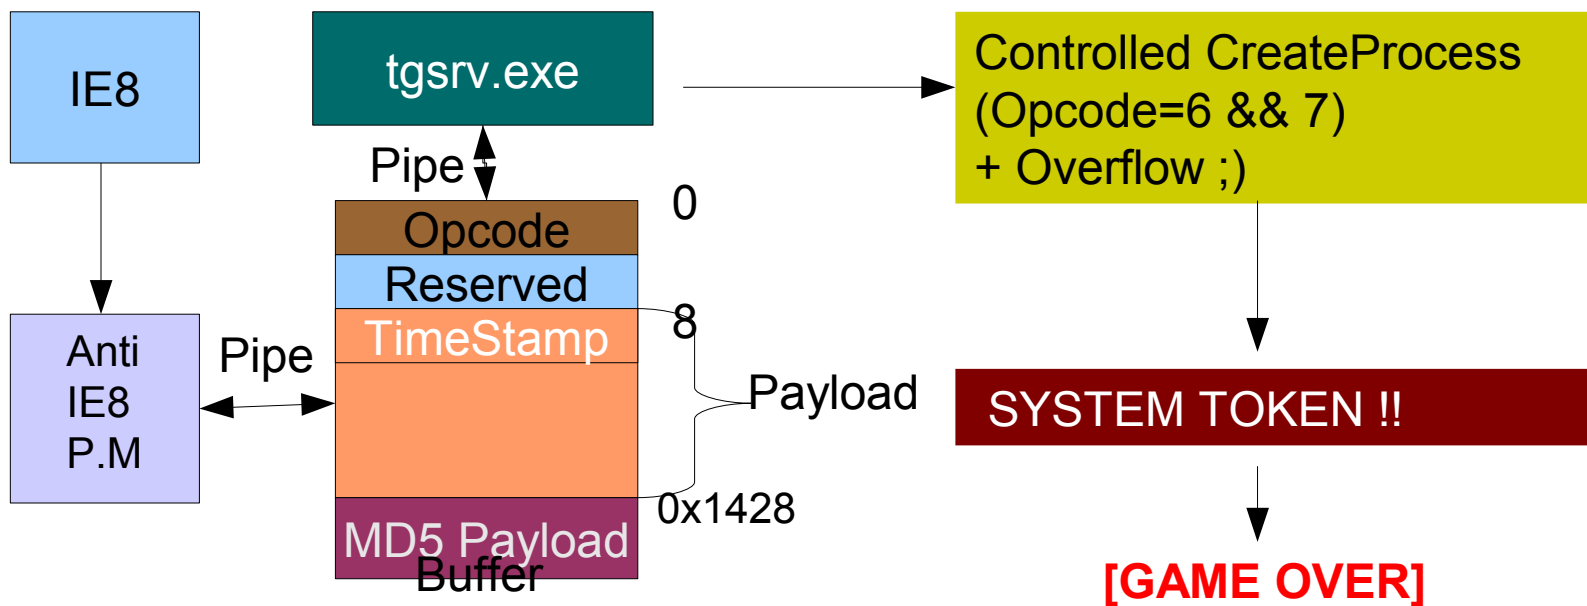 IE8
tgsrv.exe
Controlled CreateProcess
(Opcode=6 && 7)
+ Overflow ;)
Pipe
0
Opcode
Reserved
8
TimeStamp
Anti
IE8
P.M
Pipe
Payload
SYSTEM TOKEN !!
0x1428
MD5 Payload
Buffer
[GAME OVER]